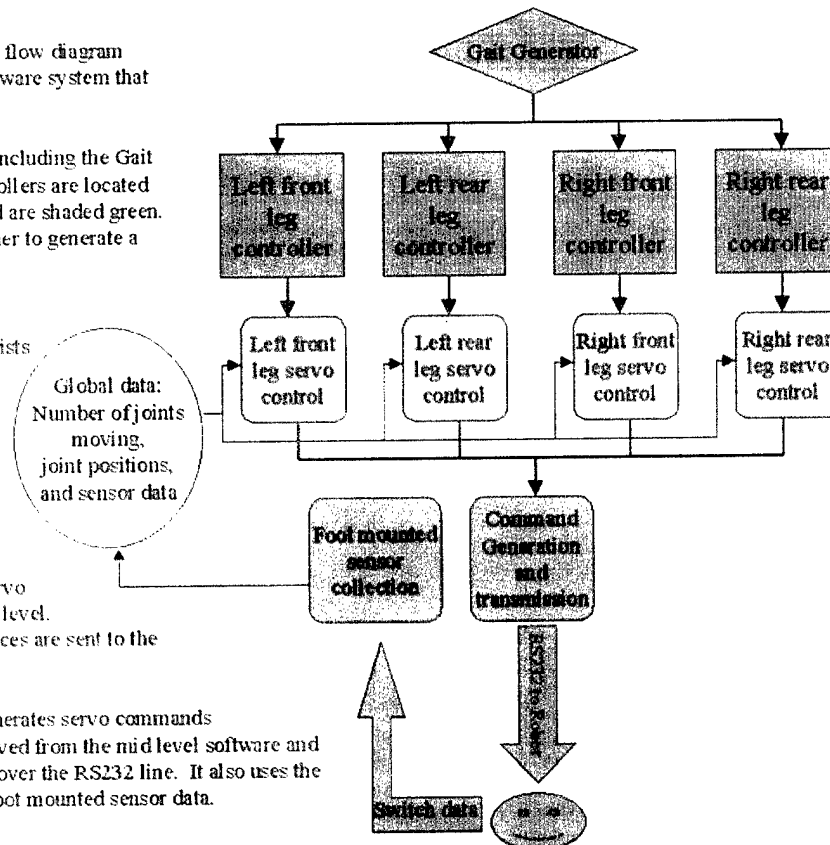 flow diagram
ware system that
ncluding the Gait
ollers are located
d are shaded green.
er to generate a
ists
rvo
level.
ces are sent to the
nerates servo commands
ved from the mid level software and
over the RS232 line. It also uses the
oot mounted sensor data.
Gait Generator
Left front
leg
controller
Left rear
leg
controller
Right front
leg
controller
Right rear
leg
controller
Left front
leg servo
control
Left rear
leg servo
control
Right front
leg servo
control
Right rear
leg servo
control
Global data:
Number of joints
moving,
joint positions,
and sensor data
Foot mounted
sensor
collection
Command
Generation
and
transmission
RS232 to Rover
Switch data